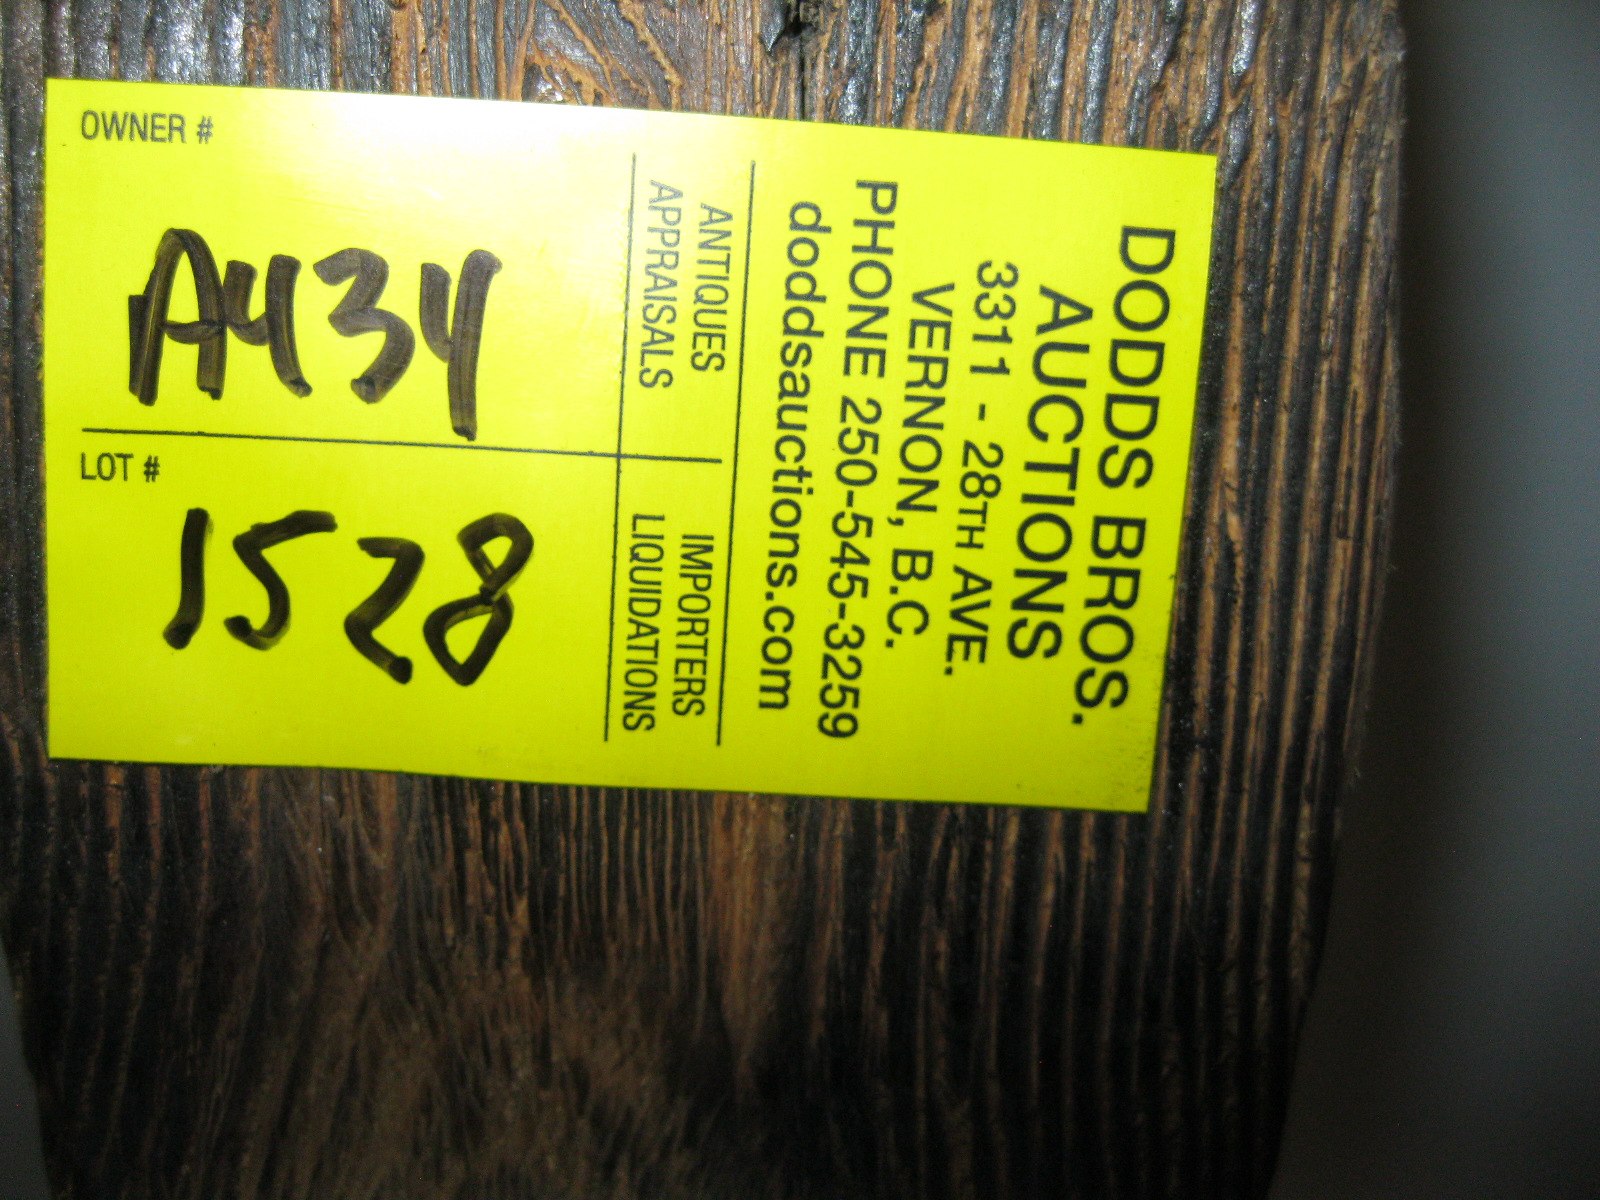 DODDS BROS.
AUCTIONS
3311 - 28TH AVE.
VERNON, B.C.
PHONE 250-545-3259
doddsauctions.com
ANTIQUES
APPRAISALS
IMPORTERS
LIQUIDATIONS
OWNER #
A434
LOT #
1528